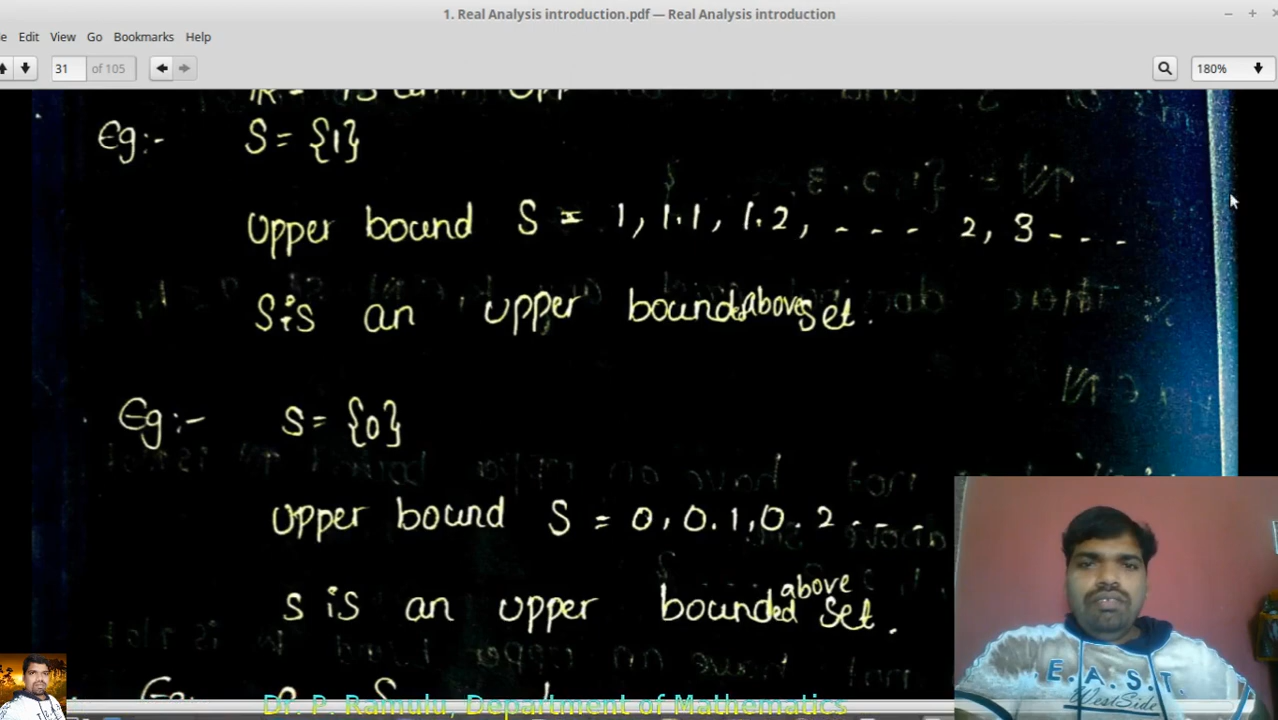 1. Real Analysis introduction.pdf — Real Analysis introduction
Edit View Go Bookmarks Help
31 of 105 180%
Eg:- S = {1}
Upper bound S = 1, 1.1, 1.2, - - - 2, 3 - - -
S is an upper bounded above set.
Eg:- S = {0}
Upper bound S = 0, 0.1, 0.2 - - -
S is an upper bounded above set.
E.A.S.T.
WestSide
Dr. P. Ramulu, Department of Mathematics